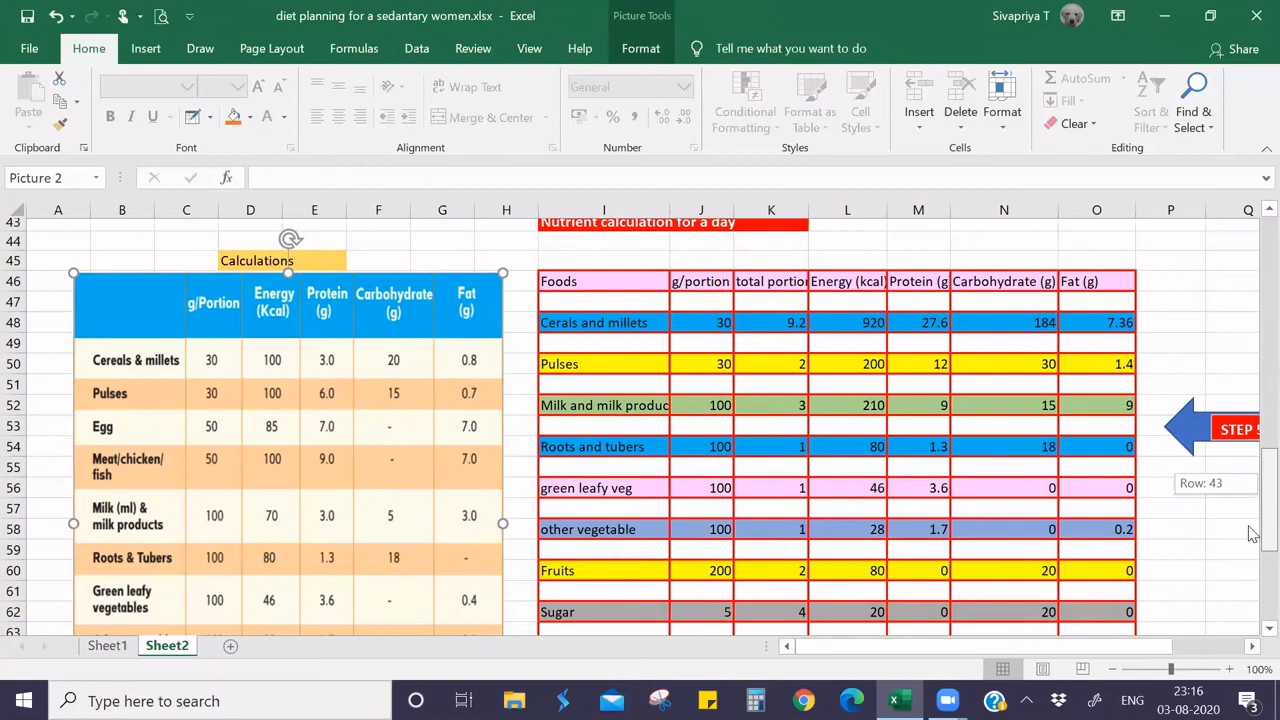 diet planning for a sedantary women.xlsx - Excel
Picture Tools
Sivapriya T
File Home Insert Draw Page Layout Formulas Data Review View Help Format Tell me what you want to do Share
Paste
General
Wrap Text
Merge & Center
B I U
A
Conditional Formatting
Format as Table
Cell Styles
Insert
Delete
Format
AutoSum
Fill
Clear
Sort & Filter
Find & Select
Clipboard Font Alignment Number Styles Cells Editing
Picture 2
fx
A B C D E F G H I J K L M N O P Q
43 Nutrient calculation for a day
44
45 Calculations
g/Portion Energy (Kcal) Protein (g) Carbohydrate (g) Fat (g)
Cereals & millets 30 100 3.0 20 0.8
Pulses 30 100 6.0 15 0.7
Egg 50 85 7.0 - -
Meat/chicken/
fish 50 100 9.0 - 7.0
Milk (ml) &
milk products 100 70 3.0 5 3.0
Roots & Tubers 100 80 1.3 18 -
Green leafy
vegetables 100 46 3.6 - 0.4
46 Foods g/portion total portion Energy (kcal) Protein (g Carbohydrate (g) Fat (g)
47
48 Cerals and millets 30 9.2 920 27.6 184 7.36
49
50 Pulses 30 2 200 12 30 1.4
51
52 Milk and milk produc 100 3 210 9 15 9
53
54 Roots and tubers 100 1 80 1.3 18 0
55
56 green leafy veg 100 1 46 3.6 0 0
57
58 other vegetable 100 1 28 1.7 0 0.2
59
60 Fruits 200 2 80 0 20 0
61
62 Sugar 5 4 20 0 20 0
63
STEP
Row: 43
Sheet1 Sheet2
100%
Type here to search
ENG
23:16
03-08-2020
3